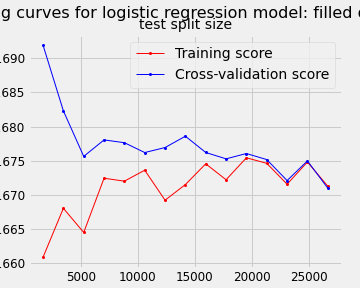 g curves for logistic regression model: filled
test split size
Training score
Cross-validation score
.690
.685
.680
.675
.670
.665
.660
5000 10000 15000 20000 25000